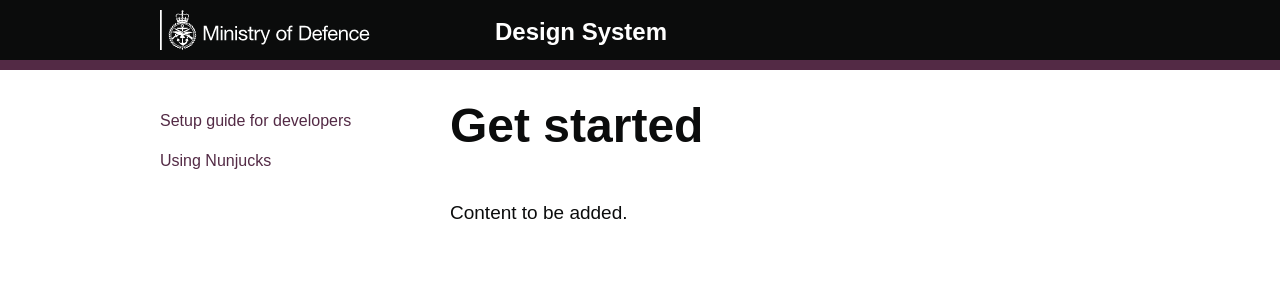 Ministry of Defence
Design System
Setup guide for developers
Using Nunjucks
Get started
Content to be added.